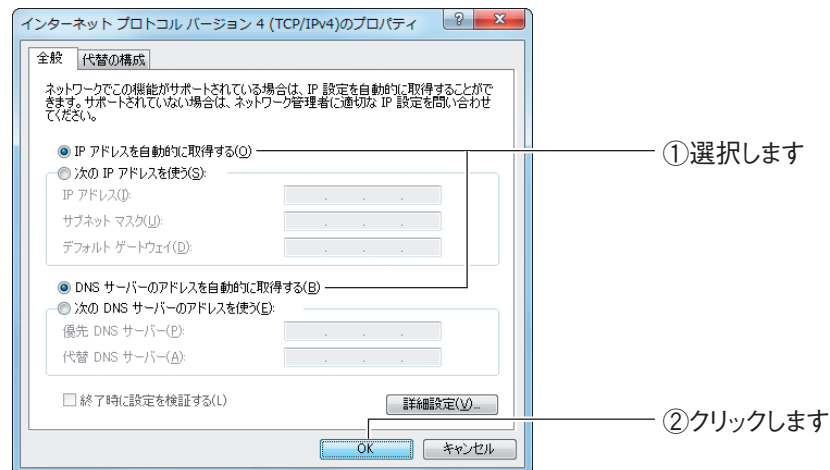 インターネット プロトコル バージョン 4 (TCP/IPv4)のプロパティ
全般
代替の構成
ネットワークでこの機能がサポートされている場合は、IP 設定を自動的に取得することがで
きます。サポートされていない場合は、ネットワーク管理者に適切な IP 設定を問い合わせ
てください。
IP アドレスを自動的に取得する(O)
①選択します
次の IP アドレスを使う(S):
IP アドレス(I):
サブネット マスク(U):
デフォルト ゲートウェイ(D):
DNS サーバーのアドレスを自動的に取得する(B)
次の DNS サーバーのアドレスを使う(E):
優先 DNS サーバー(P):
代替 DNS サーバー(A):
終了時に設定を検証する(L)
詳細設定(V)...
②クリックします
OK
キャンセル